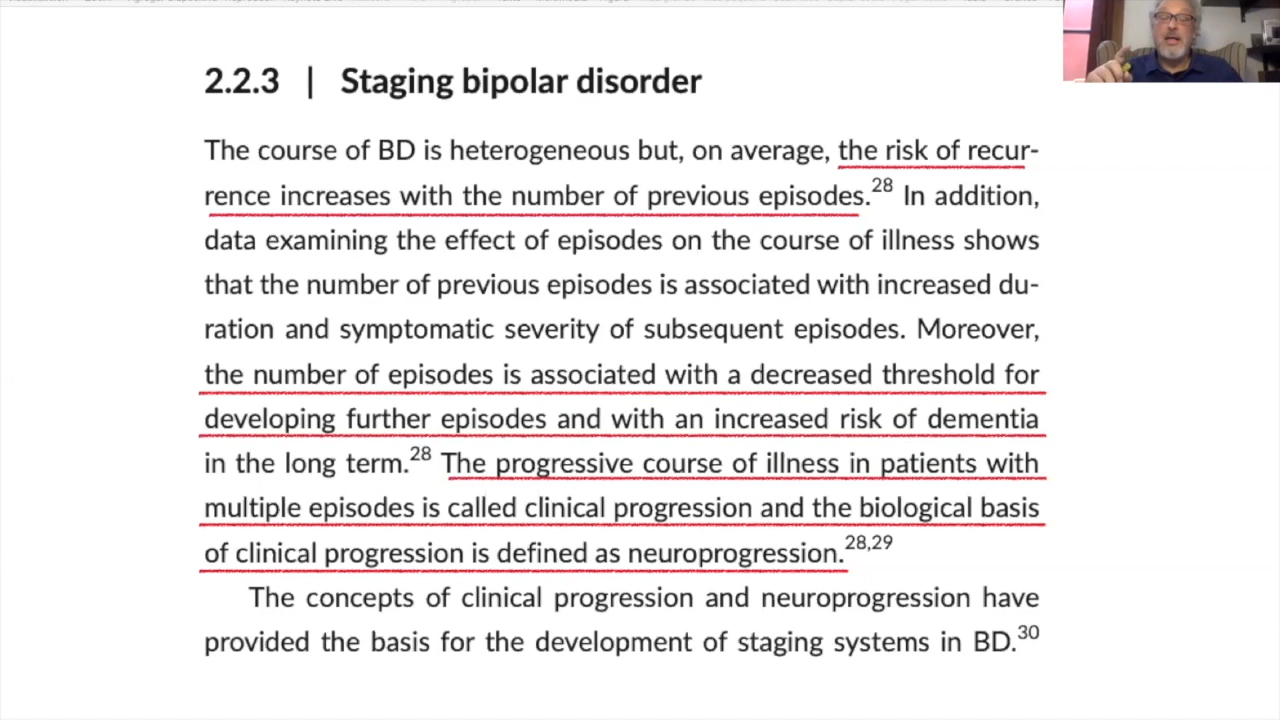 2.2.3 | Staging bipolar disorder
The course of BD is heterogeneous but, on average, the risk of recur-
rence increases with the number of previous episodes.28 In addition,
data examining the effect of episodes on the course of illness shows
that the number of previous episodes is associated with increased du-
ration and symptomatic severity of subsequent episodes. Moreover,
the number of episodes is associated with a decreased threshold for
developing further episodes and with an increased risk of dementia
in the long term.28 The progressive course of illness in patients with
multiple episodes is called clinical progression and the biological basis
of clinical progression is defined as neuroprogression.28,29
The concepts of clinical progression and neuroprogression have
provided the basis for the development of staging systems in BD.30